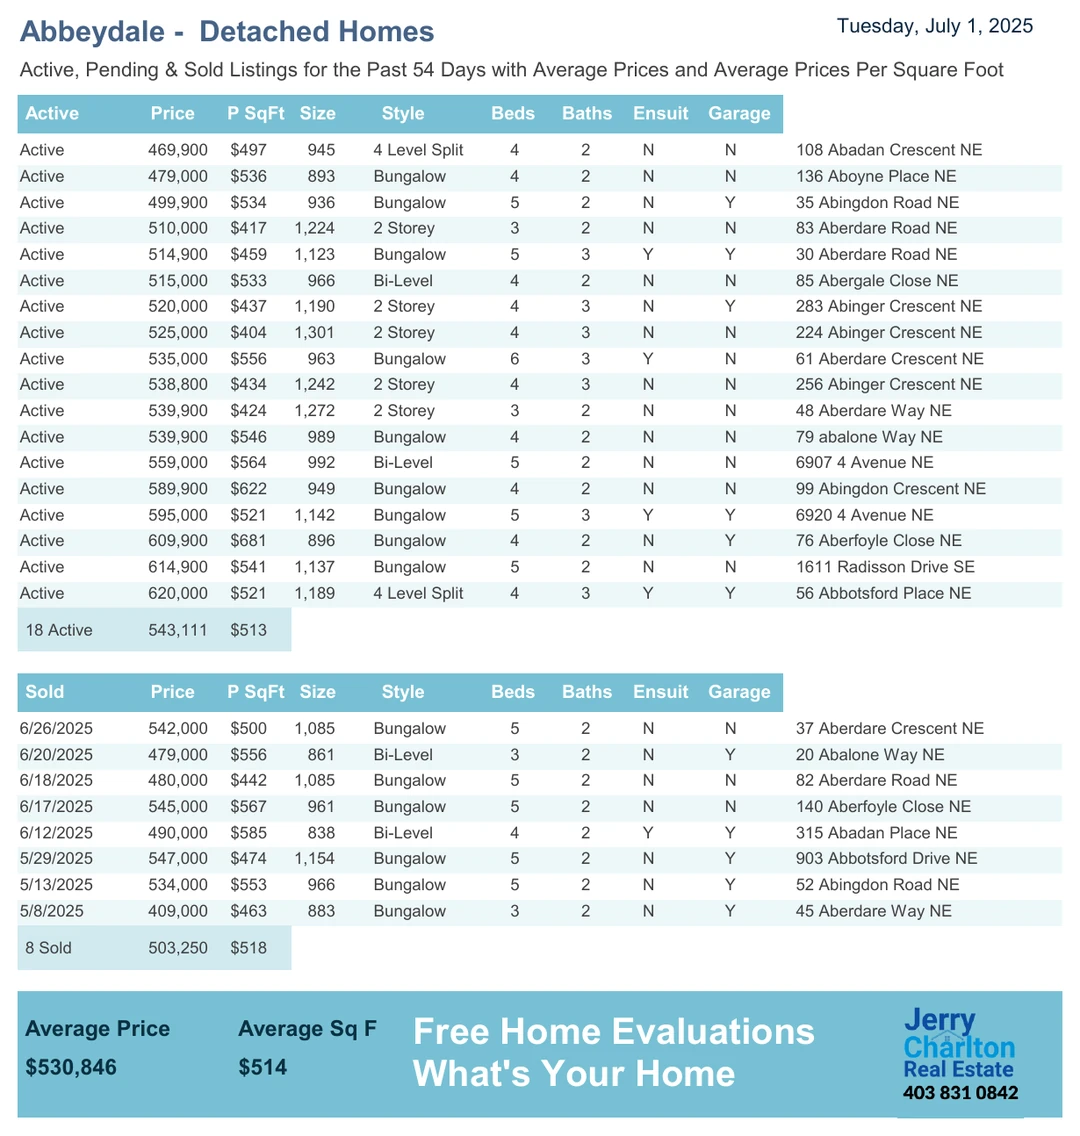 Abbeydale - Detached Homes
Tuesday, July 1, 2025
Active, Pending & Sold Listings for the Past 54 Days with Average Prices and Average Prices Per Square Foot
Active Price P SqFt Size Style Beds Baths Ensuit Garage
Active 469,900 $497 945 4 Level Split 4 2 N N 108 Abadan Crescent NE
Active 479,000 $536 893 Bungalow 4 2 N N 136 Aboyne Place NE
Active 499,900 $534 936 Bungalow 5 2 N Y 35 Abingdon Road NE
Active 510,000 $417 1,224 2 Storey 3 2 N N 83 Aberdare Road NE
Active 514,900 $459 1,123 Bungalow 5 3 Y Y 30 Aberdare Road NE
Active 515,000 $533 966 Bi-Level 4 2 N N 85 Abergale Close NE
Active 520,000 $437 1,190 2 Storey 4 3 N Y 283 Abinger Crescent NE
Active 525,000 $404 1,301 2 Storey 4 3 N N 224 Abinger Crescent NE
Active 535,000 $556 963 Bungalow 6 3 Y N 61 Aberdare Crescent NE
Active 538,800 $434 1,242 2 Storey 4 3 N N 256 Abinger Crescent NE
Active 539,900 $424 1,272 2 Storey 3 2 N N 48 Aberdare Way NE
Active 539,900 $546 989 Bungalow 4 2 N N 79 abalone Way NE
Active 559,000 $564 992 Bi-Level 5 2 N N 6907 4 Avenue NE
Active 589,900 $622 949 Bungalow 4 2 N N 99 Abingdon Crescent NE
Active 595,000 $521 1,142 Bungalow 5 3 Y Y 6920 4 Avenue NE
Active 609,900 $681 896 Bungalow 4 2 N Y 76 Aberfoyle Close NE
Active 614,900 $541 1,137 Bungalow 5 2 N N 1611 Radisson Drive SE
Active 620,000 $521 1,189 4 Level Split 4 3 Y Y 56 Abbotsford Place NE
18 Active 543,111 $513
Sold Price P SqFt Size Style Beds Baths Ensuit Garage
6/26/2025 542,000 $500 1,085 Bungalow 5 2 N N 37 Aberdare Crescent NE
6/20/2025 479,000 $556 861 Bi-Level 3 2 N Y 20 Abalone Way NE
6/18/2025 480,000 $442 1,085 Bungalow 5 2 N N 82 Aberdare Road NE
6/17/2025 545,000 $567 961 Bungalow 5 2 N N 140 Aberfoyle Close NE
6/12/2025 490,000 $585 838 Bi-Level 4 2 Y Y 315 Abadan Place NE
5/29/2025 547,000 $474 1,154 Bungalow 5 2 N Y 903 Abbotsford Drive NE
5/13/2025 534,000 $553 966 Bungalow 5 2 N Y 52 Abingdon Road NE
5/8/2025 409,000 $463 883 Bungalow 3 2 N Y 45 Aberdare Way NE
8 Sold 503,250 $518
Average Price Average Sq F
$530,846 $514
Free Home Evaluations
What's Your Home
Jerry
Charlton
Real Estate
403 831 0842